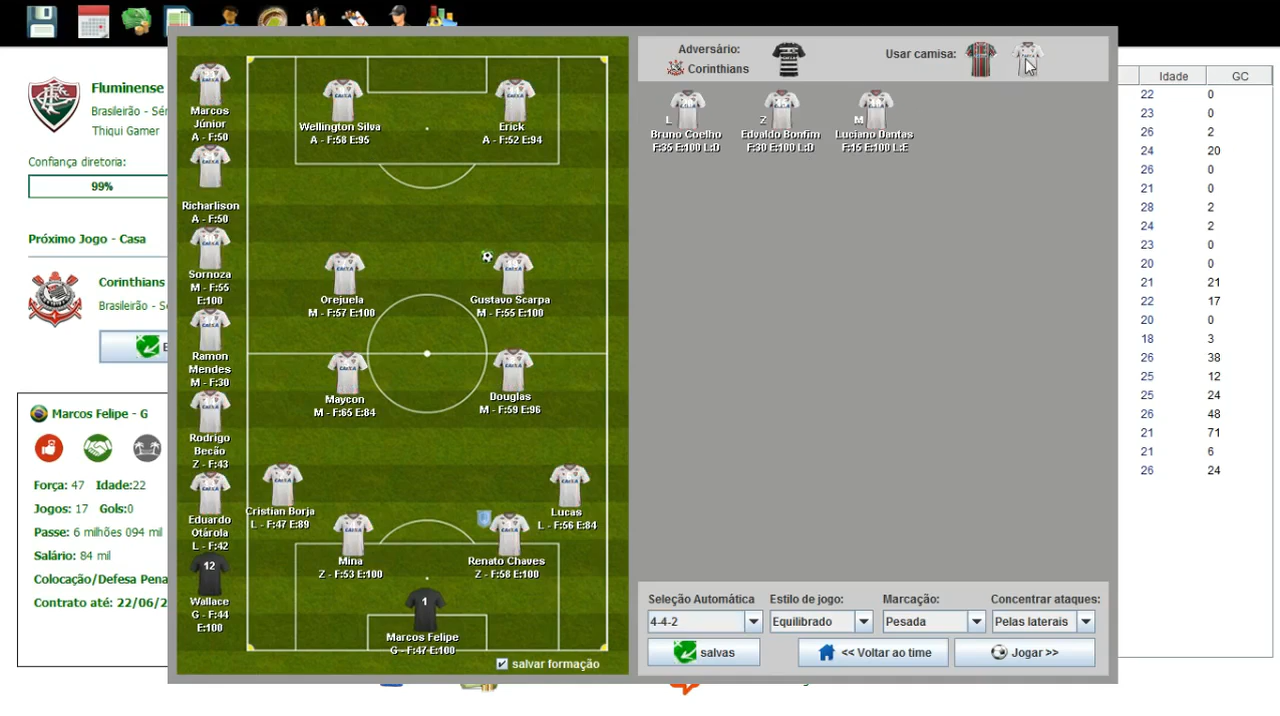 Fluminense
Brasileirão - Sér
Thiqui Gamer
Confiança diretoria:
99%
Próximo Jogo - Casa
Corinthians
Brasileirão - Sé
Marcos Felipe - G
Força: 47 Idade:22
Jogos: 17 Gols:0
Passe: 6 milhões 094 mil
Salário: 84 mil
Colocação/Defesa Pena
Contrato até: 22/06/2
Marcos
Júnior
A - F:50
Richarlison
A - F:50
Sornoza
M - F:55
E:100
Ramon
Mendes
M - F:30
Rodrigo
Becão
Z - F:43
Eduardo
Otárola
L - F:42
12
Wallace
G - F:44
E:100
Wellington Silva
A - F:58 E:95
Erick
A - F:52 E:94
Orejuela
M - F:57 E:100
Gustavo Scarpa
M - F:55 E:100
Maycon
M - F:65 E:84
Douglas
M - F:59 E:96
Cristian Borja
L - F:47 E:89
Lucas
L - F:56 E:84
Mina
Z - F:53 E:100
Renato Chaves
Z - F:58 E:100
1
Marcos Felipe
G - F:47 E:100
salvar formação
Adversário:
Corinthians
Usar camisa:
L
Bruno Coelho
F:35 E:100 L:D
Z
Edvaldo Bonfim
F:30 E:100 L:D
M
Luciano Dantas
F:15 E:100 L:E
Seleção Automática
4-4-2
Estilo de jogo:
Equilibrado
Marcação:
Pesada
Concentrar ataques:
Pelas laterais
salvas
<< Voltar ao time
Jogar >>
Idade GC
22 0
23 0
26 2
24 20
26 0
21 0
28 2
24 2
23 0
20 0
21 21
22 17
20 0
18 3
26 38
25 12
25 24
26 48
21 71
21 6
26 24